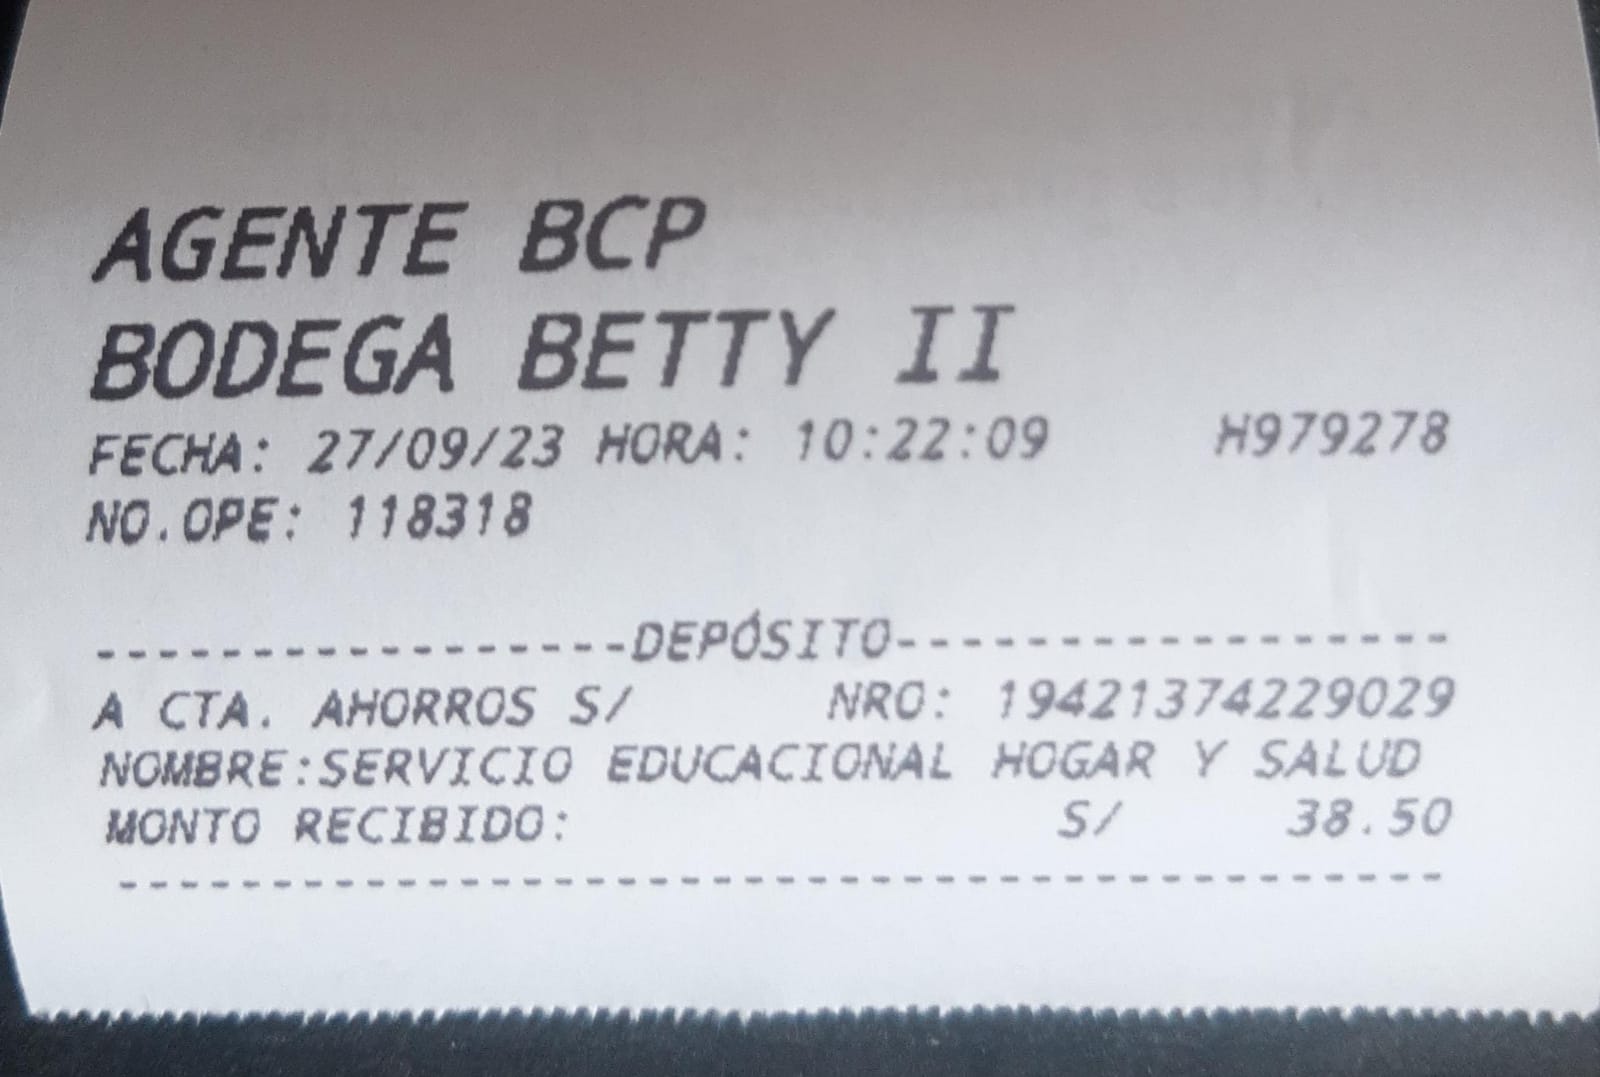 AGENTE BCP
BODEGA BETTY II
FECHA: 27/09/23 HORA: 10:22:09 H979278
NO.OPE: 118318
------------------DEPÓSITO------------------
A CTA. AHORROS S/ NRO: 19421374229029
NOMBRE:SERVICIO EDUCACIONAL HOGAR Y SALUD
MONTO RECIBIDO: S/ 38.50
-------------------------------------------